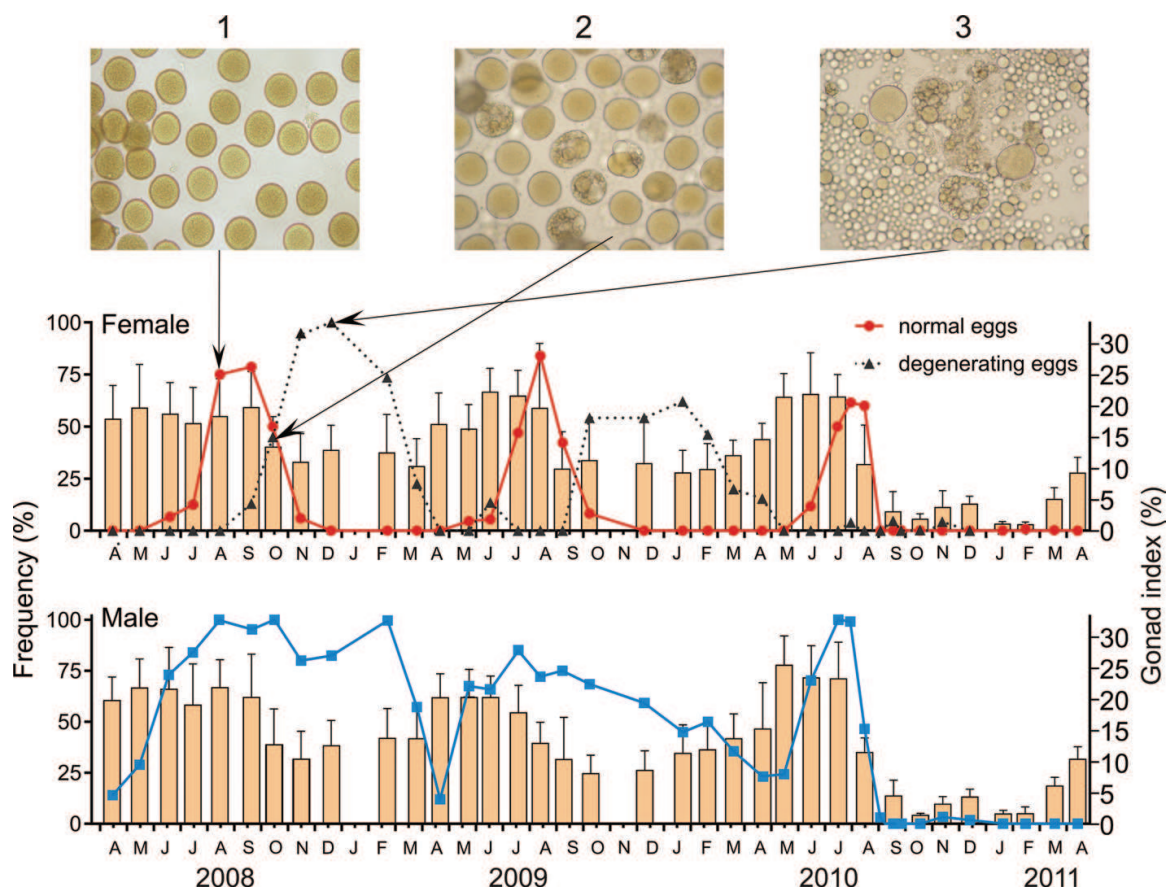 1 2 3
Female
Frequency (%)
100
75
50
25
0
normal eggs
degenerating eggs
Gonad index (%)
30
25
20
15
10
5
0
A M J J A S O N D J F M A M J J A S O N D J F M A M J J A S O N D J F M A
Male
100
75
50
25
0
30
25
20
15
10
5
0
A M J J A S O N D J F M A M J J A S O N D J F M A M J J A S O N D J F M A
2008 2009 2010 2011